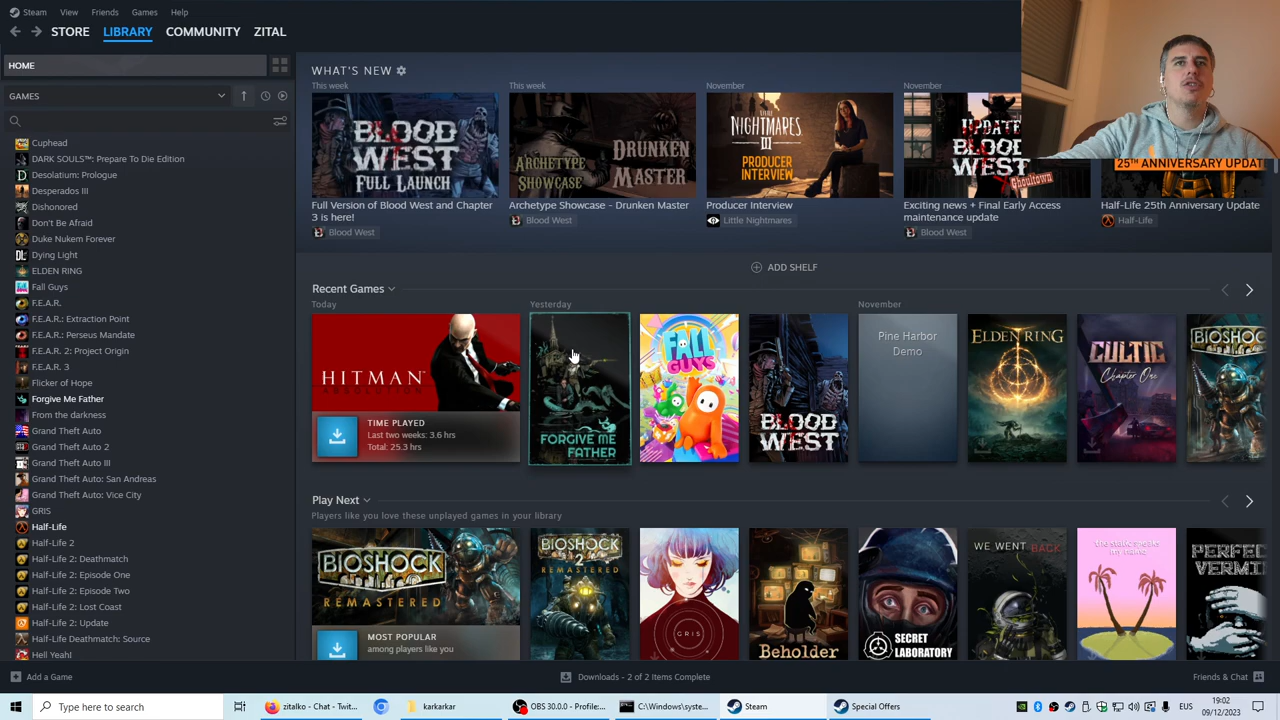 Steam View Friends Games Help
STORE LIBRARY COMMUNITY ZITAL
HOME
GAMES
Cuphead
DARK SOULS™: Prepare To Die Edition
Desolatium: Prologue
Desperados III
Dishonored
Don't Be Afraid
Duke Nukem Forever
Dying Light
ELDEN RING
Fall Guys
F.E.A.R.
F.E.A.R.: Extraction Point
F.E.A.R.: Perseus Mandate
F.E.A.R. 2: Project Origin
F.E.A.R. 3
Flicker of Hope
Forgive Me Father
From the darkness
Grand Theft Auto
Grand Theft Auto 2
Grand Theft Auto III
Grand Theft Auto: San Andreas
Grand Theft Auto: Vice City
GRIS
Half-Life
Half-Life 2
Half-Life 2: Deathmatch
Half-Life 2: Episode One
Half-Life 2: Episode Two
Half-Life 2: Lost Coast
Half-Life 2: Update
Half-Life Deathmatch: Source
Hell Yeah!
WHAT'S NEW
This week
BLOOD WEST FULL LAUNCH
Full Version of Blood West and Chapter 3 is here!
Blood West
This week
ARCHETYPE SHOWCASE DRUNKEN MASTER
Archetype Showcase - Drunken Master
Blood West
November
LITTLE NIGHTMARES III
PRODUCER INTERVIEW
Producer Interview
Little Nightmares
November
UPDATE
BLOOD WEST
Ghoultown
Exciting news + Final Early Access maintenance update
Blood West
25TH ANNIVERSARY UPDAT
Half-Life 25th Anniversary Update
Half-Life
ADD SHELF
Recent Games
Today
HITMAN
TIME PLAYED
Last two weeks: 3.6 hrs
Total: 25.3 hrs
Yesterday
FORGIVE ME FATHER
FALL GUYS
BLOOD WEST
November
Pine Harbor Demo
ELDEN RING
CULTIC
Chapter One
BIOSHOCK
Play Next
Players like you love these unplayed games in your library
BIOSHOCK
REMASTERED
MOST POPULAR
among players like you
BIOSHOCK 2
REMASTERED
GRIS
Beholder
SECRET LABORATORY
WE WENT BACK
the static speaks my name
PERFECT VERMIN
Add a Game
Downloads - 2 of 2 Items Complete
Friends & Chat
Type here to search
zitalko - Chat - Twit...
karkarkar
OBS 30.0.0 - Profile:...
C:\Windows\syste...
Steam
Special Offers
EUS
19:02
09/12/2023